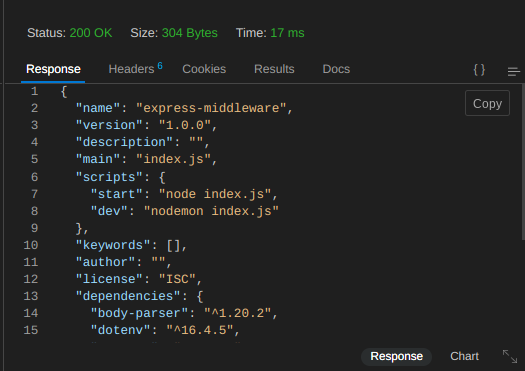 Status: 200 OK Size: 304 Bytes Time: 17 ms
Response Headers 6 Cookies Results Docs { }
1 {
Copy
2 "name": "express-middleware",
3 "version": "1.0.0",
4 "description": "",
5 "main": "index.js",
6 "scripts": {
7 "start": "node index.js",
8 "dev": "nodemon index.js"
9 },
10 "keywords": [],
11 "author": "",
12 "license": "ISC",
13 "dependencies": {
14 "body-parser": "^1.20.2",
15 "dotenv": "^16.4.5",
Response Chart